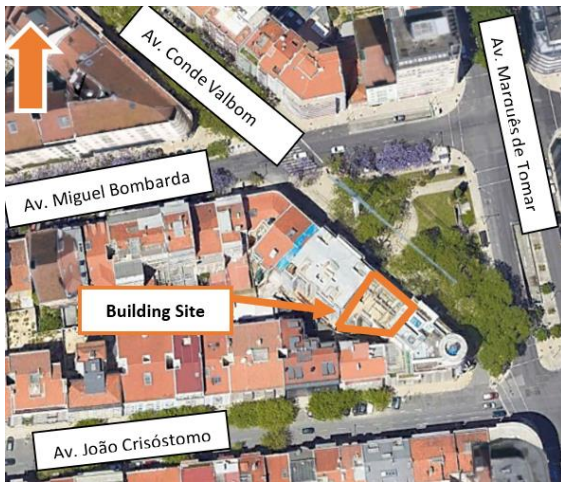 Av. Conde Valbom
Av. Marquês de Tomar
Av. Miguel Bombarda
Building Site
Av. João Crisóstomo